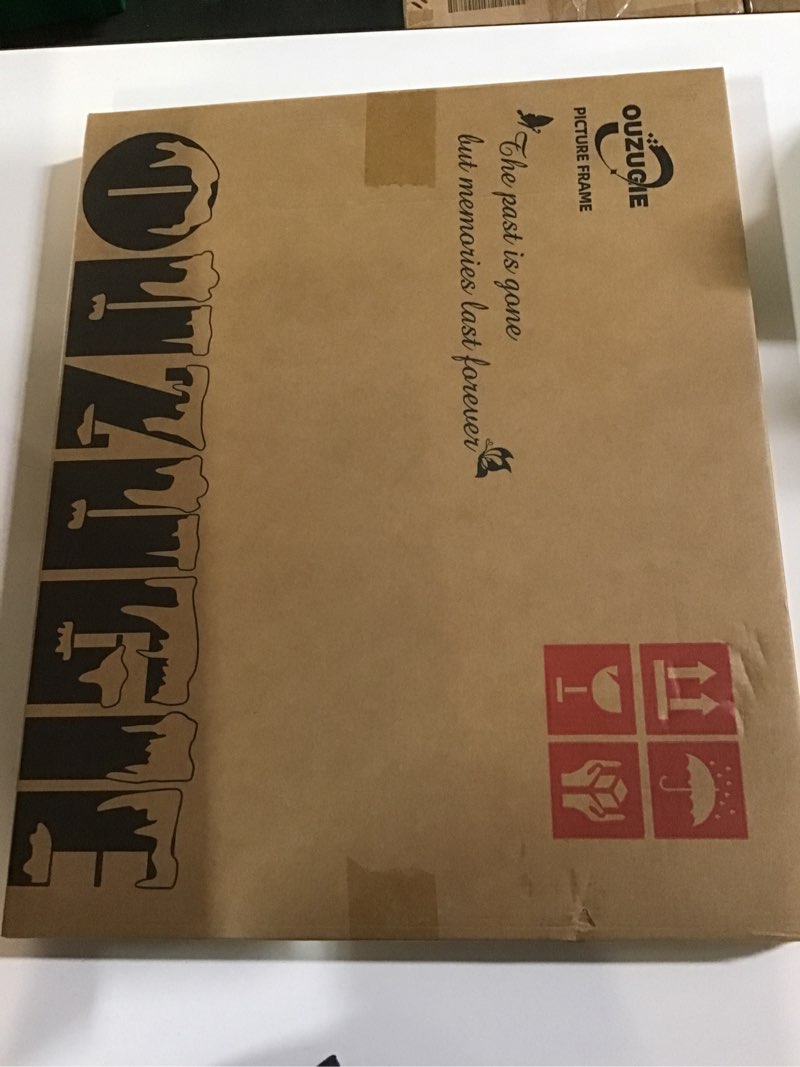 OUZUGIE
PICTURE FRAME
The past is gone
but memories last forever
OUZUGIE